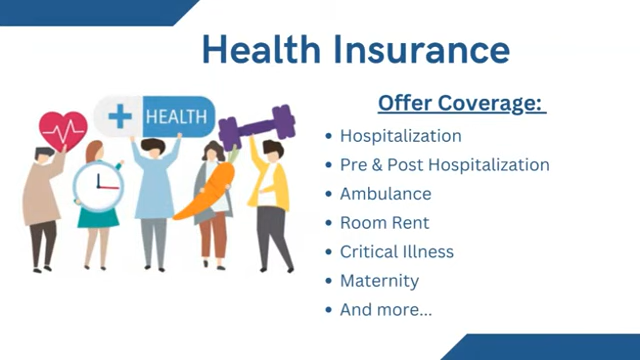 Health Insurance
HEALTH
Offer Coverage:
Hospitalization
Pre & Post Hospitalization
Ambulance
Room Rent
Critical Illness
Maternity
And more...